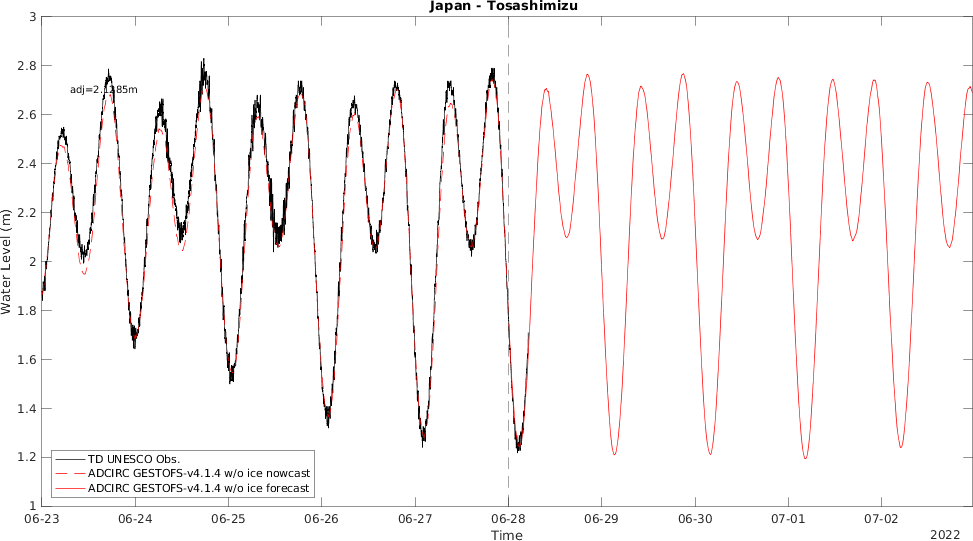 Japan - Tosashimizu
3
2.8
2.6
2.4
2.2
2
1.8
1.6
1.4
1.2
1
Water Level (m)
adj=2.1285m
TD UNESCO Obs.
ADCIRC GESTOFS-v4.1.4 w/o ice nowcast
ADCIRC GESTOFS-v4.1.4 w/o ice forecast
06-23 06-24 06-25 06-26 06-27 06-28 06-29 06-30 07-01 07-02
Time
2022